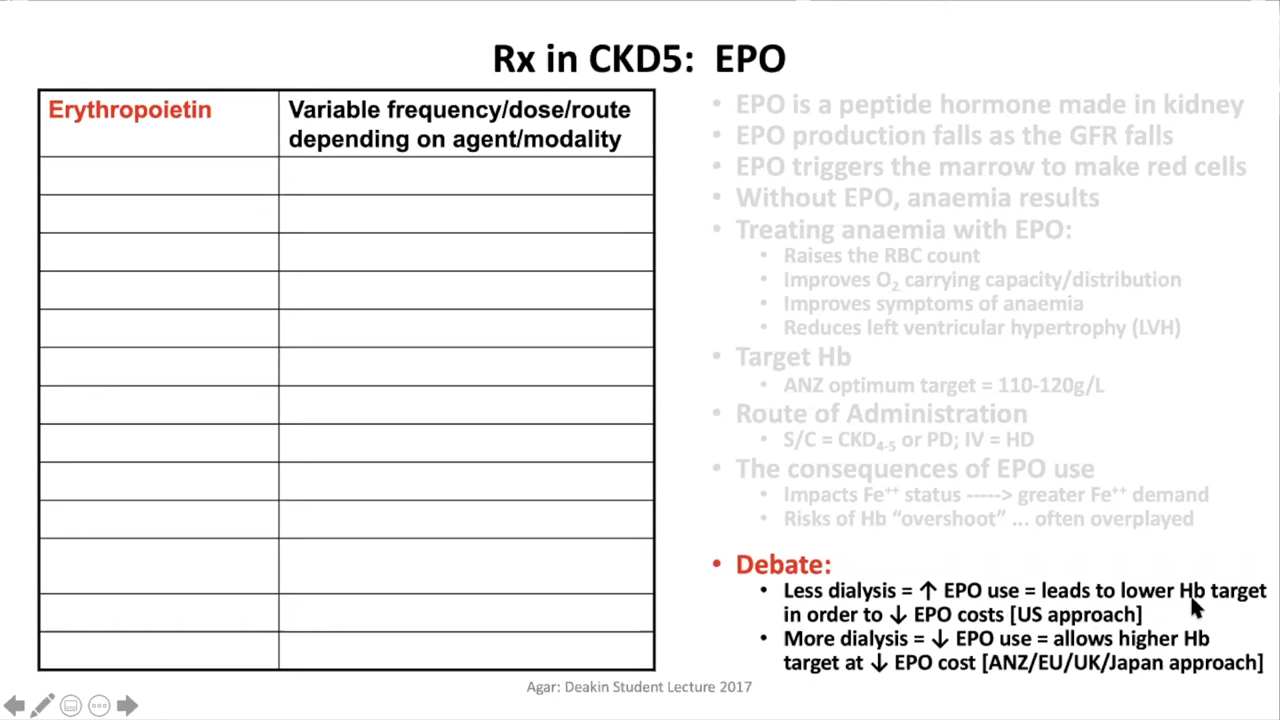 Rx in CKD5:  EPO
Erythropoietin
Variable frequency/dose/route
depending on agent/modality
• EPO is a peptide hormone made in kidney
• EPO production falls as the GFR falls
• EPO triggers the marrow to make red cells
• Without EPO, anaemia results
• Treating anaemia with EPO:
• Raises the RBC count
• Improves O₂ carrying capacity/distribution
• Improves symptoms of anaemia
• Reduces left ventricular hypertrophy (LVH)
• Target Hb
• ANZ optimum target = 110-120g/L
• Route of Administration
• S/C = CKD₄₋₅ or PD; IV = HD
• The consequences of EPO use
• Impacts Fe⁺⁺ status -----> greater Fe⁺⁺ demand
• Risks of Hb “overshoot” ... often overplayed
• Debate:
• Less dialysis = ↑ EPO use = leads to lower Hb target
in order to ↓ EPO costs [US approach]
• More dialysis = ↓ EPO use = allows higher Hb
target at ↓ EPO cost [ANZ/EU/UK/Japan approach]
Agar: Deakin Student Lecture 2017